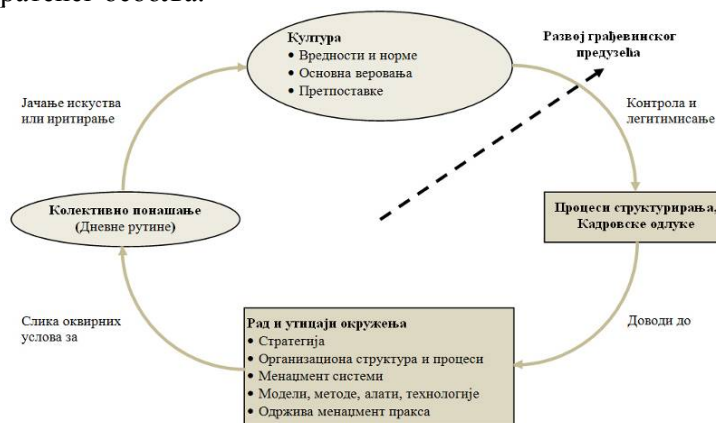 Култура
• Вредности и норме
• Основна веровања
• Претпоставке
Развој грађевинског
предузећа
Јачање искуства
или иритирање
Контрола и
легитимисање
Колективно понашање
(Дневне рутине)
Процеси структурирања,
Кадровске одлуке
Слика оквирних
услова за
Доводи до
Рад и утицаји окружења
• Стратегија
• Организациона структура и процеси
• Менаџмент системи
• Модели, методе, алати, технологије
• Одржива менаџмент пракса